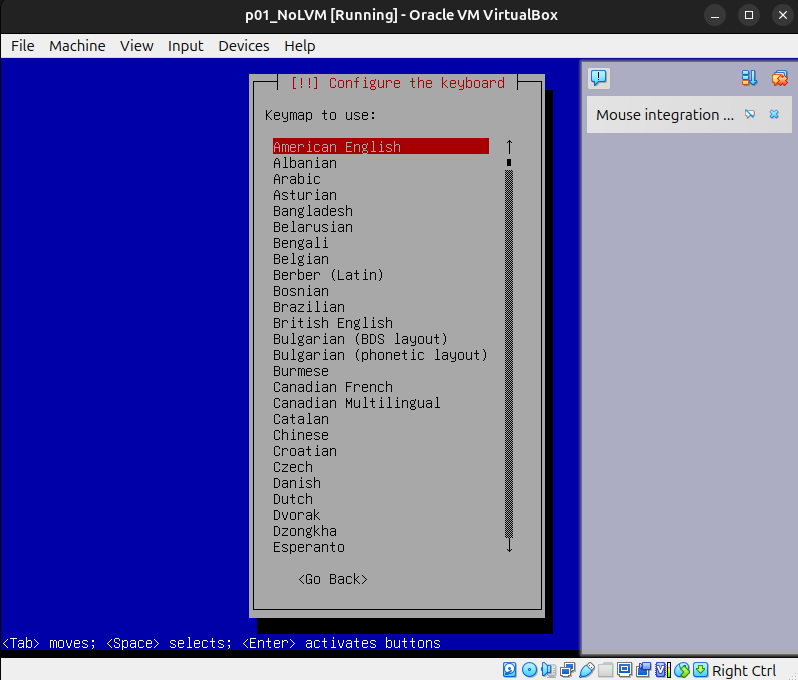 p01_NoLVM [Running] - Oracle VM VirtualBox
File Machine View Input Devices Help
[!!] Configure the keyboard
Mouse integration ...
Keymap to use:
American English
Albanian
Arabic
Asturian
Bangladesh
Belarusian
Bengali
Belgian
Berber (Latin)
Bosnian
Brazilian
British English
Bulgarian (BDS layout)
Bulgarian (phonetic layout)
Burmese
Canadian French
Canadian Multilingual
Catalan
Chinese
Croatian
Czech
Danish
Dutch
Dvorak
Dzongkha
Esperanto
<Go Back>
<Tab> moves; <Space> selects; <Enter> activates buttons
Right Ctrl